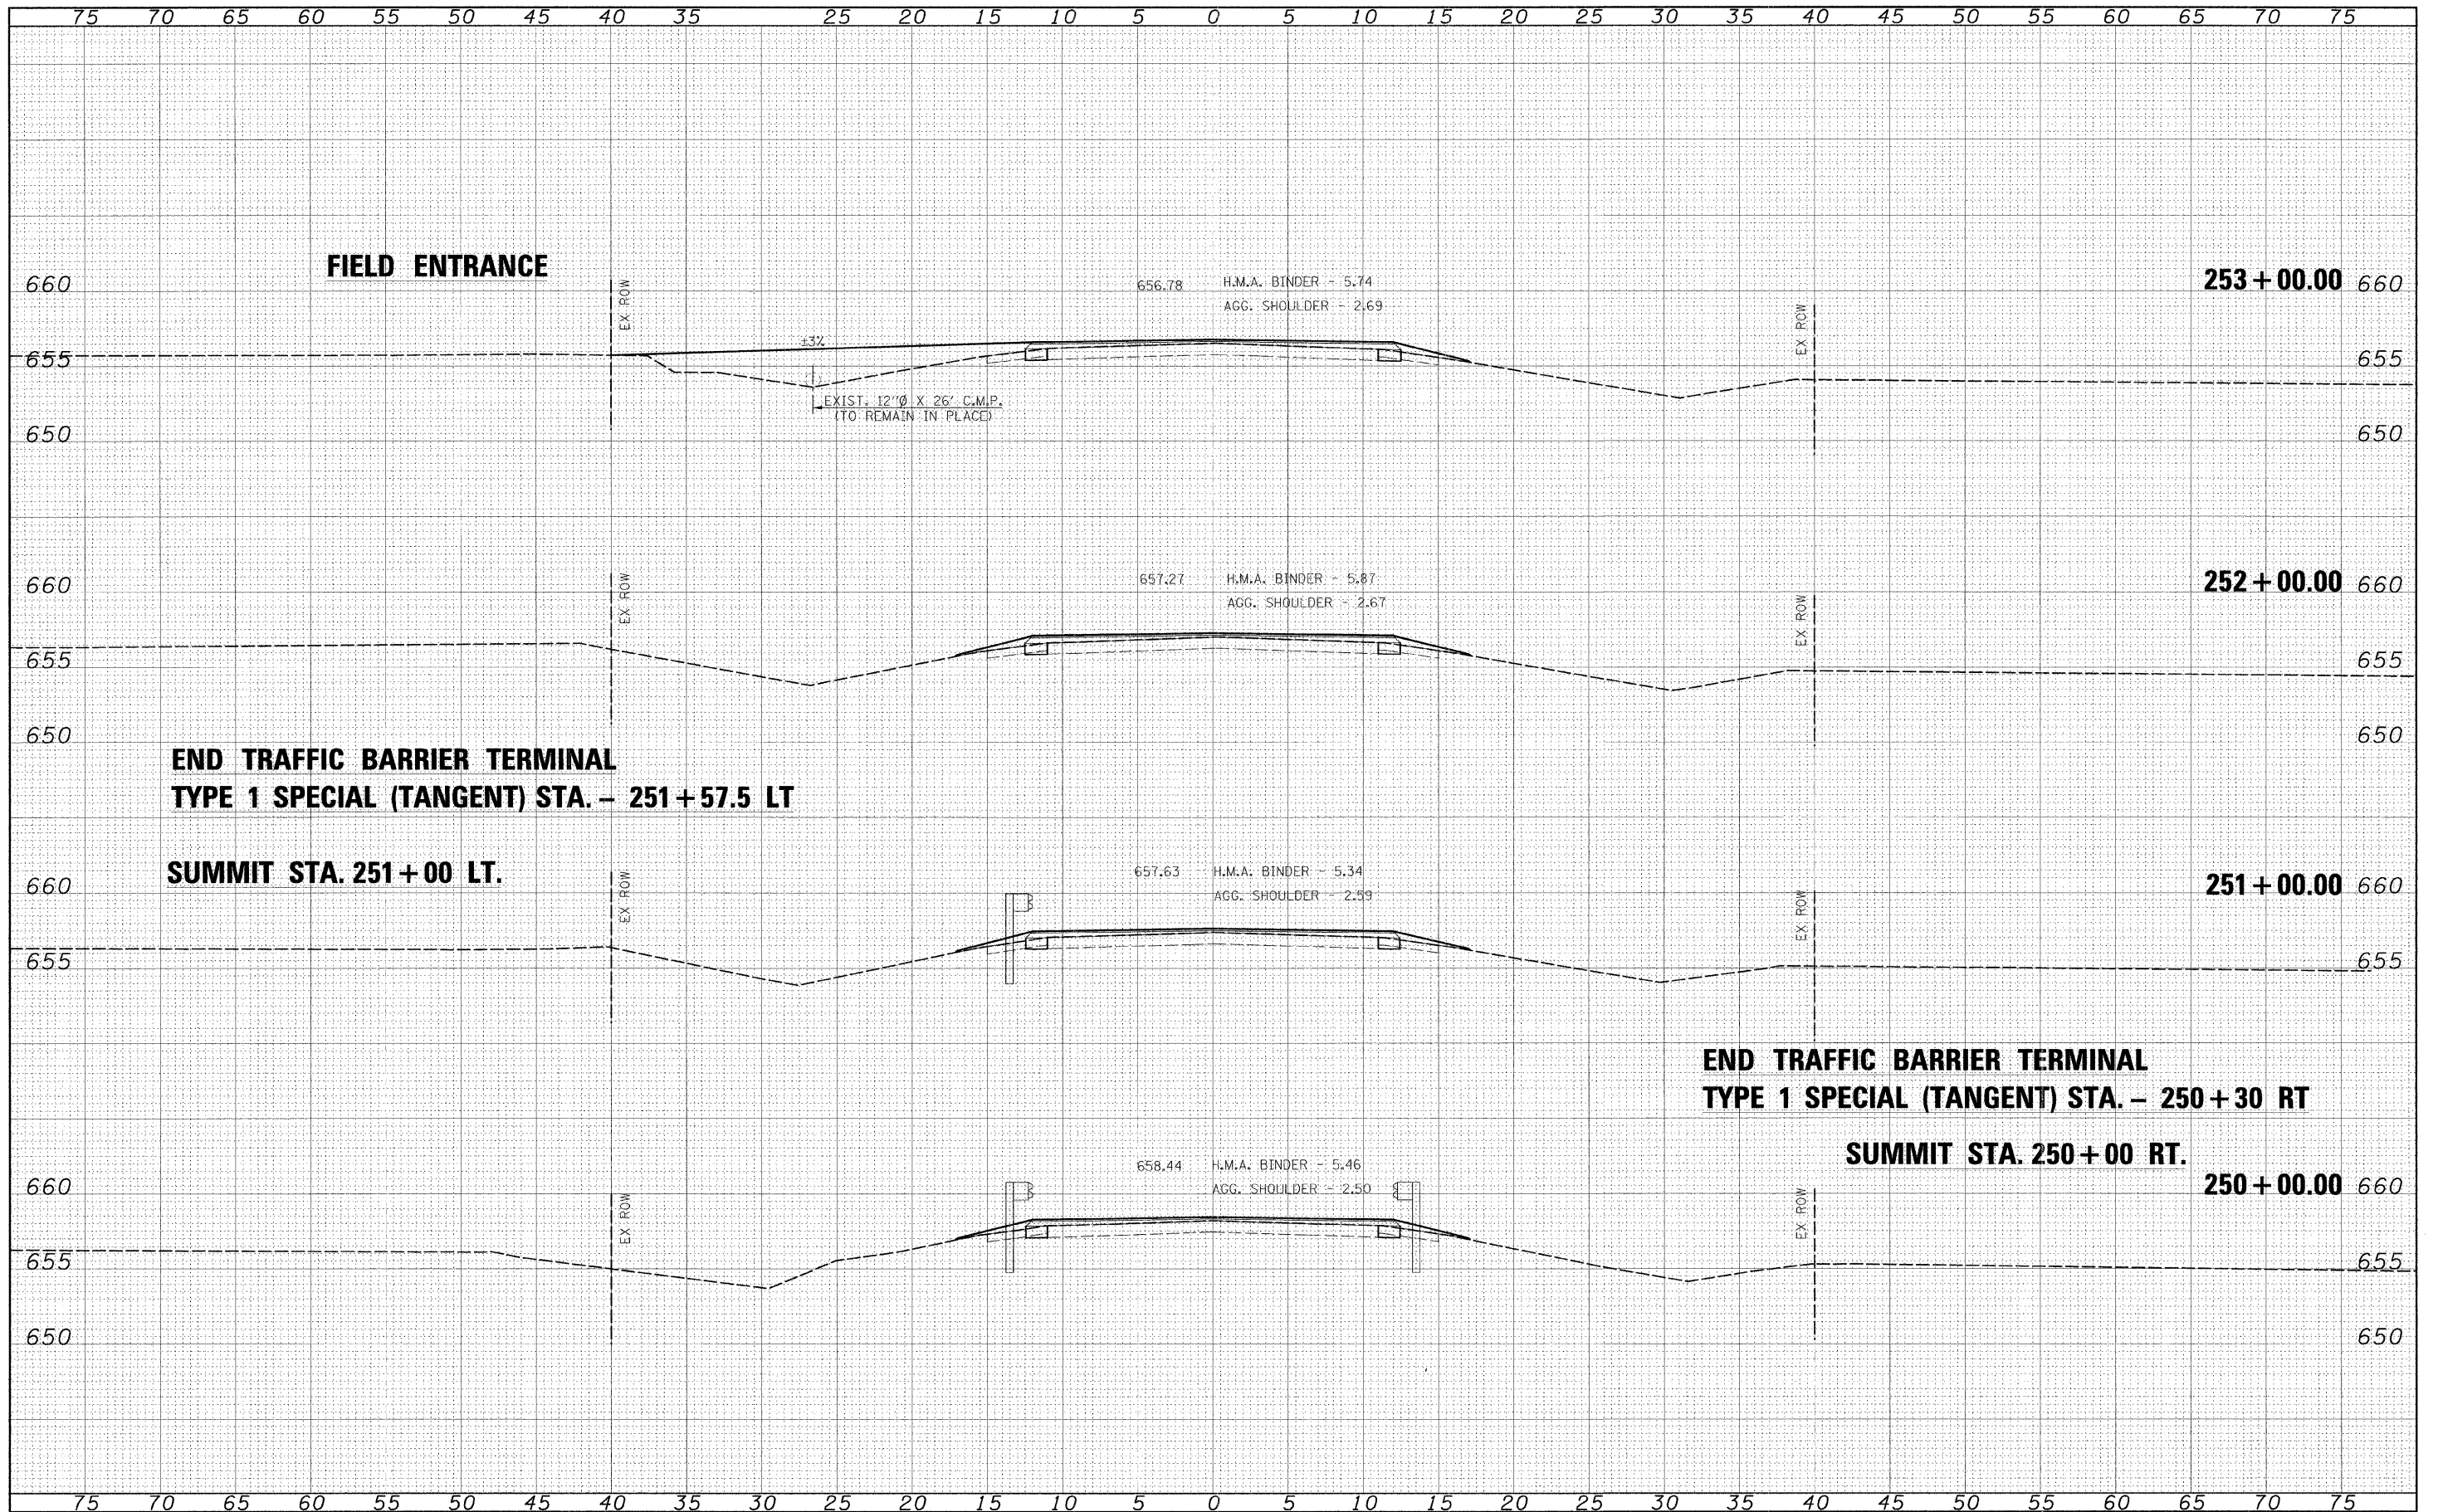 75 70 65 60 55 50 45 40 35 25 20 15 10 5 0 5 10 15 20 25 30 35 40 45 50 55 60 65 70 75
FIELD ENTRANCE
EX ROW
656.78 H.M.A. BINDER - 5.74
AGG. SHOULDER - 2.69
EX ROW
253+00.00
660 660
±3%
655 655
EXIST. 12"Ø X 26' C.M.P.
(TO REMAIN IN PLACE)
650 650
EX ROW
657.27 H.M.A. BINDER - 5.87
AGG. SHOULDER - 2.67
EX ROW
252+00.00
660 660
655 655
650 650
END TRAFFIC BARRIER TERMINAL
TYPE 1 SPECIAL (TANGENT) STA. - 251+57.5 LT
SUMMIT STA. 251+00 LT.
EX ROW
657.63 H.M.A. BINDER - 5.34
AGG. SHOULDER - 2.59
EX ROW
251+00.00
660 660
655 655
END TRAFFIC BARRIER TERMINAL
TYPE 1 SPECIAL (TANGENT) STA. - 250+30 RT
SUMMIT STA. 250+00 RT.
EX ROW
658.44 H.M.A. BINDER - 5.46
AGG. SHOULDER - 2.50
EX ROW
250+00.00
660 660
655 655
650 650
75 70 65 60 55 50 45 40 35 30 25 20 15 10 5 0 5 10 15 20 25 30 35 40 45 50 55 60 65 70 75